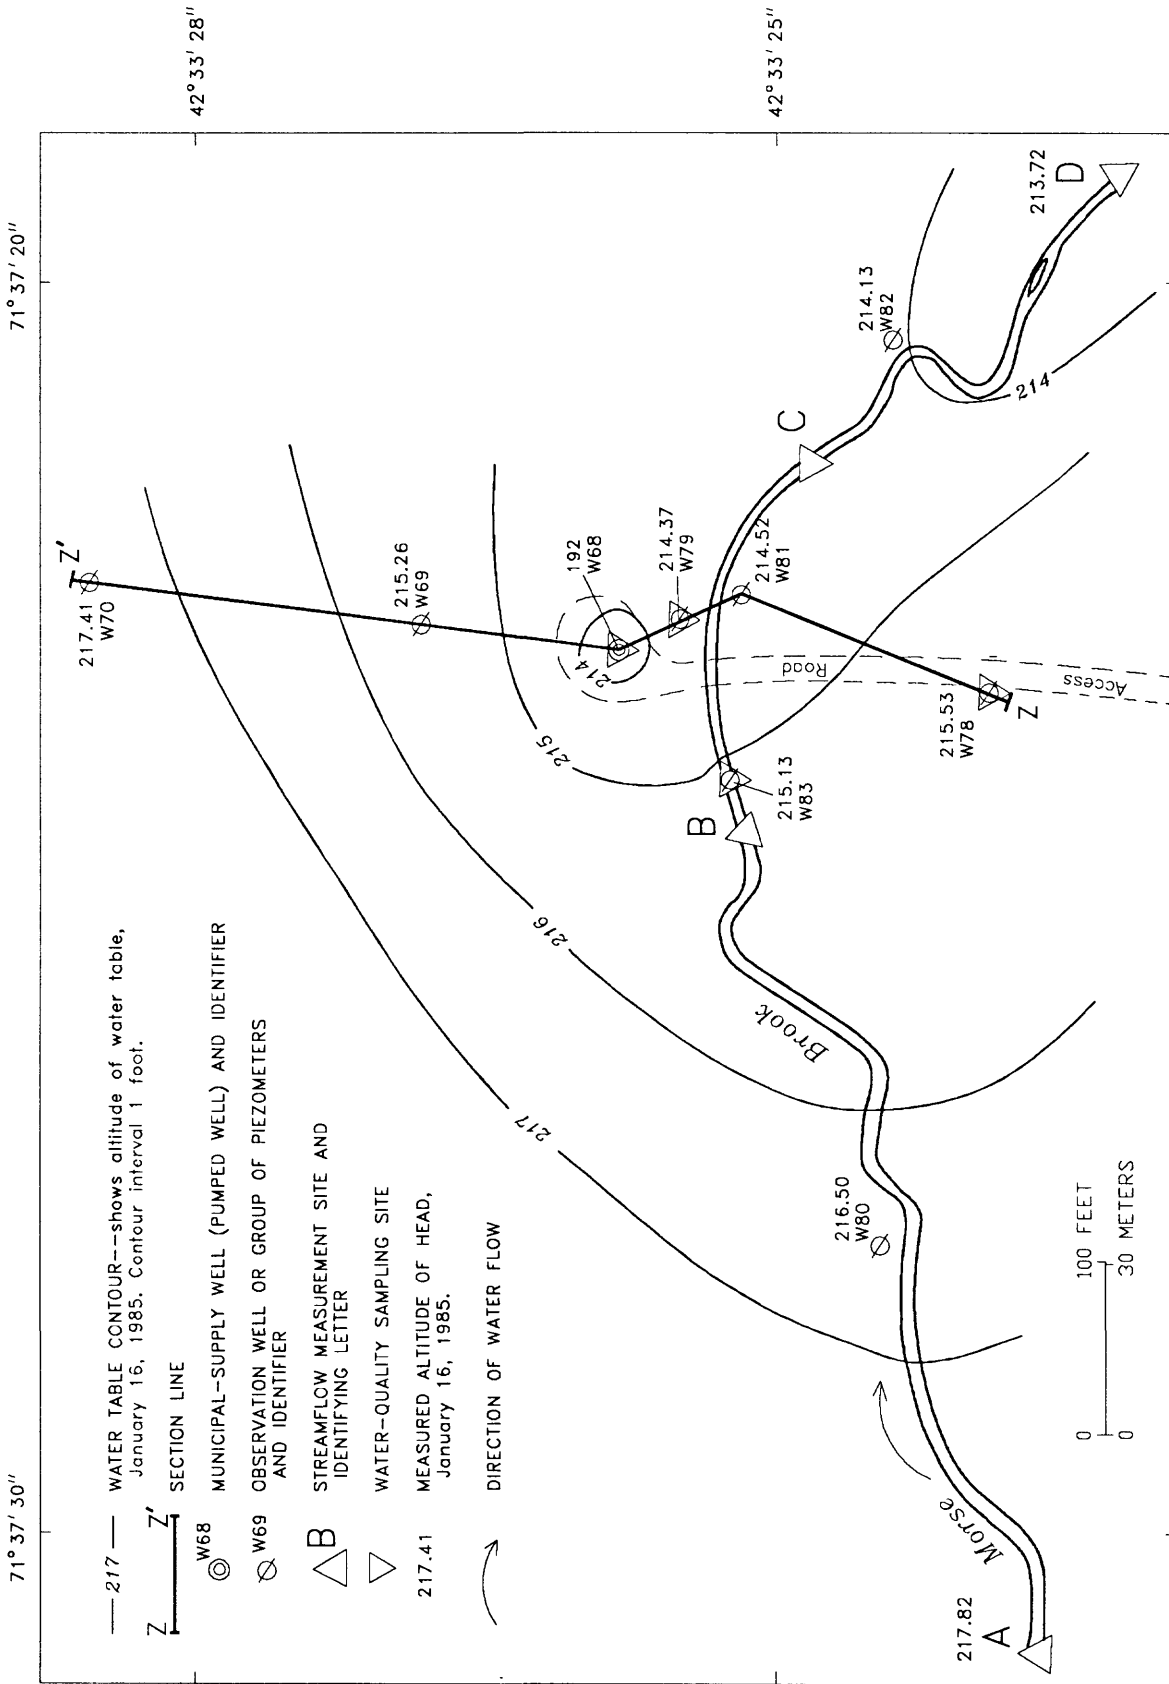 71° 37' 30"
71° 37' 20"
42° 33' 28"
42° 33' 25"
217
WATER TABLE CONTOUR--shows altitude of water table,
January 16, 1985. Contour interval 1 foot.
Z Z'
SECTION LINE
W68
MUNICIPAL-SUPPLY WELL (PUMPED WELL) AND IDENTIFIER
W69
OBSERVATION WELL OR GROUP OF PIEZOMETERS
AND IDENTIFIER
B
STREAMFLOW MEASUREMENT SITE AND
IDENTIFYING LETTER
WATER-QUALITY SAMPLING SITE
217.41
MEASURED ALTITUDE OF HEAD,
January 16, 1985.
DIRECTION OF WATER FLOW
217.41
W70
Z'
215.26
W69
192
W68
214
214.37
W79
214.52
W81
215
216
217
B
215.13
W83
Road
Access
215.53
W78
Z
C
214.13
W82
214
213.72
D
Brook
216.50
W80
Morse
217.82
A
0 100 FEET
0 30 METERS